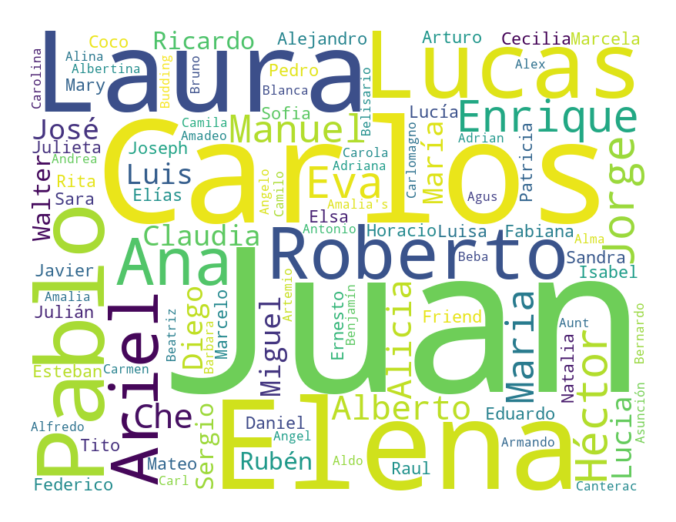 Carolina
Laura
Lucas
Coco
Ricardo
Alejandro
Arturo
Cecilia
Marcela
Alina
Albertina
Mary
Budding
Bruno
Pedro
Blanca
Belisario
Alex
José
Julieta
Andrea
Walter
Rita
Sara
Camila
Amadeo
Joseph
Luis
Elías
Sofia
Manuel
Carlos
Carola
Adriana
Angelo
Camilo
Eva
Amalia's
Elsa
Antonio
Carlomagno
Lucía
María
Enrique
Adrian
Patricia
Agus
Jorge
Pablo
Claudia
Ana
Roberto
Horacio
Luisa
Fabiana
Alma
Beba
Sandra
Isabel
Javier
Amalia
Julián
Ariel
Beatriz
Diego
Barbara
Marcelo
Miguel
Artemio
Juan
Ernesto
Benjamín
Alicia
Friend
Maria
Aunt
Natalia
Bernardo
Esteban
Carmen
Héctor
Lucia
Asunción
Che
Sergio
Elena
Alberto
Eduardo
Alfredo
Tito
Daniel
Angel
Armando
Mateo
Carl
Rubén
Aldo
Raul
Federico
Canterac